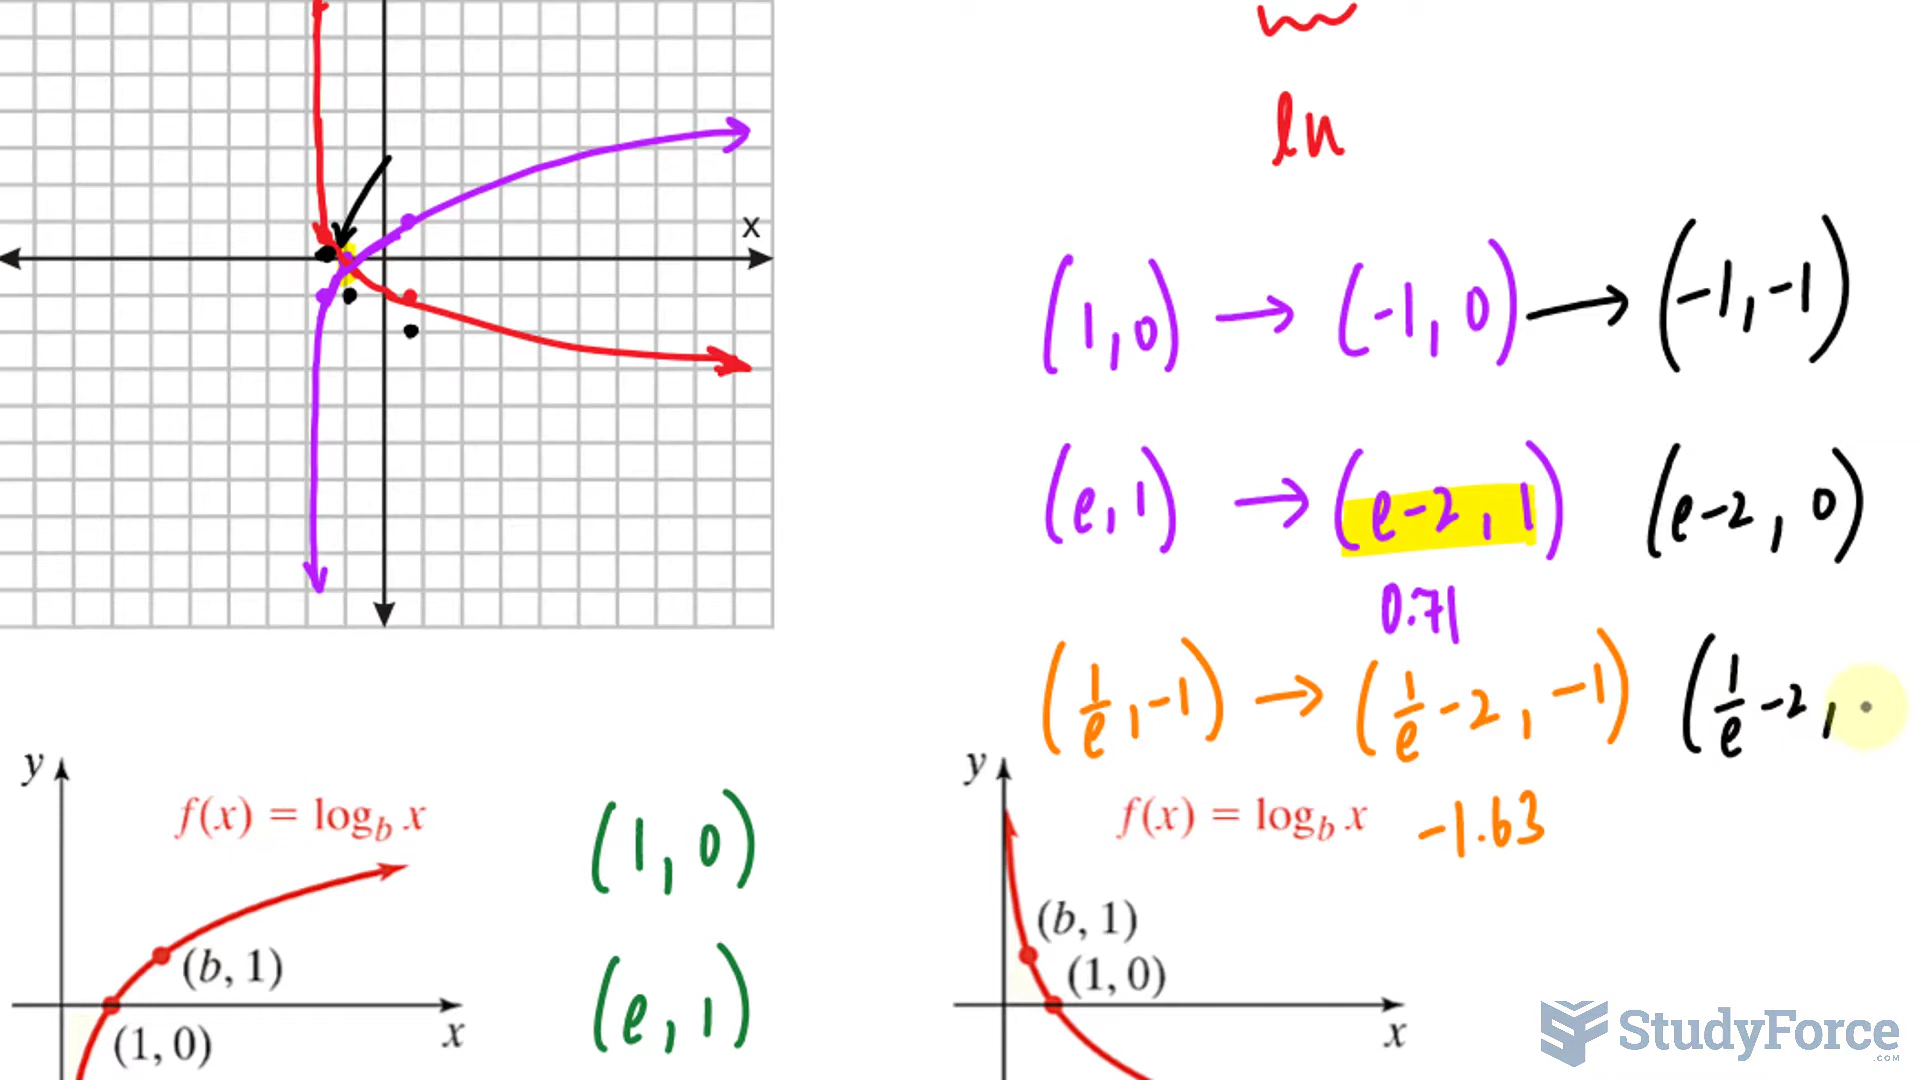 ln
x
(1, 0) → (-1, 0) → (-1, -1)
(e, 1) → (e-2, 1) (e-2, 0)
0.71
(1/e, -1) → (1/e -2, -1) (1/e -2,
-1.63
y
f(x) = log_b x
(b, 1)
(1, 0)
x
(1, 0)
(e, 1)
y
f(x) = log_b x
(b, 1)
(1, 0)
x
StudyForce
.COM